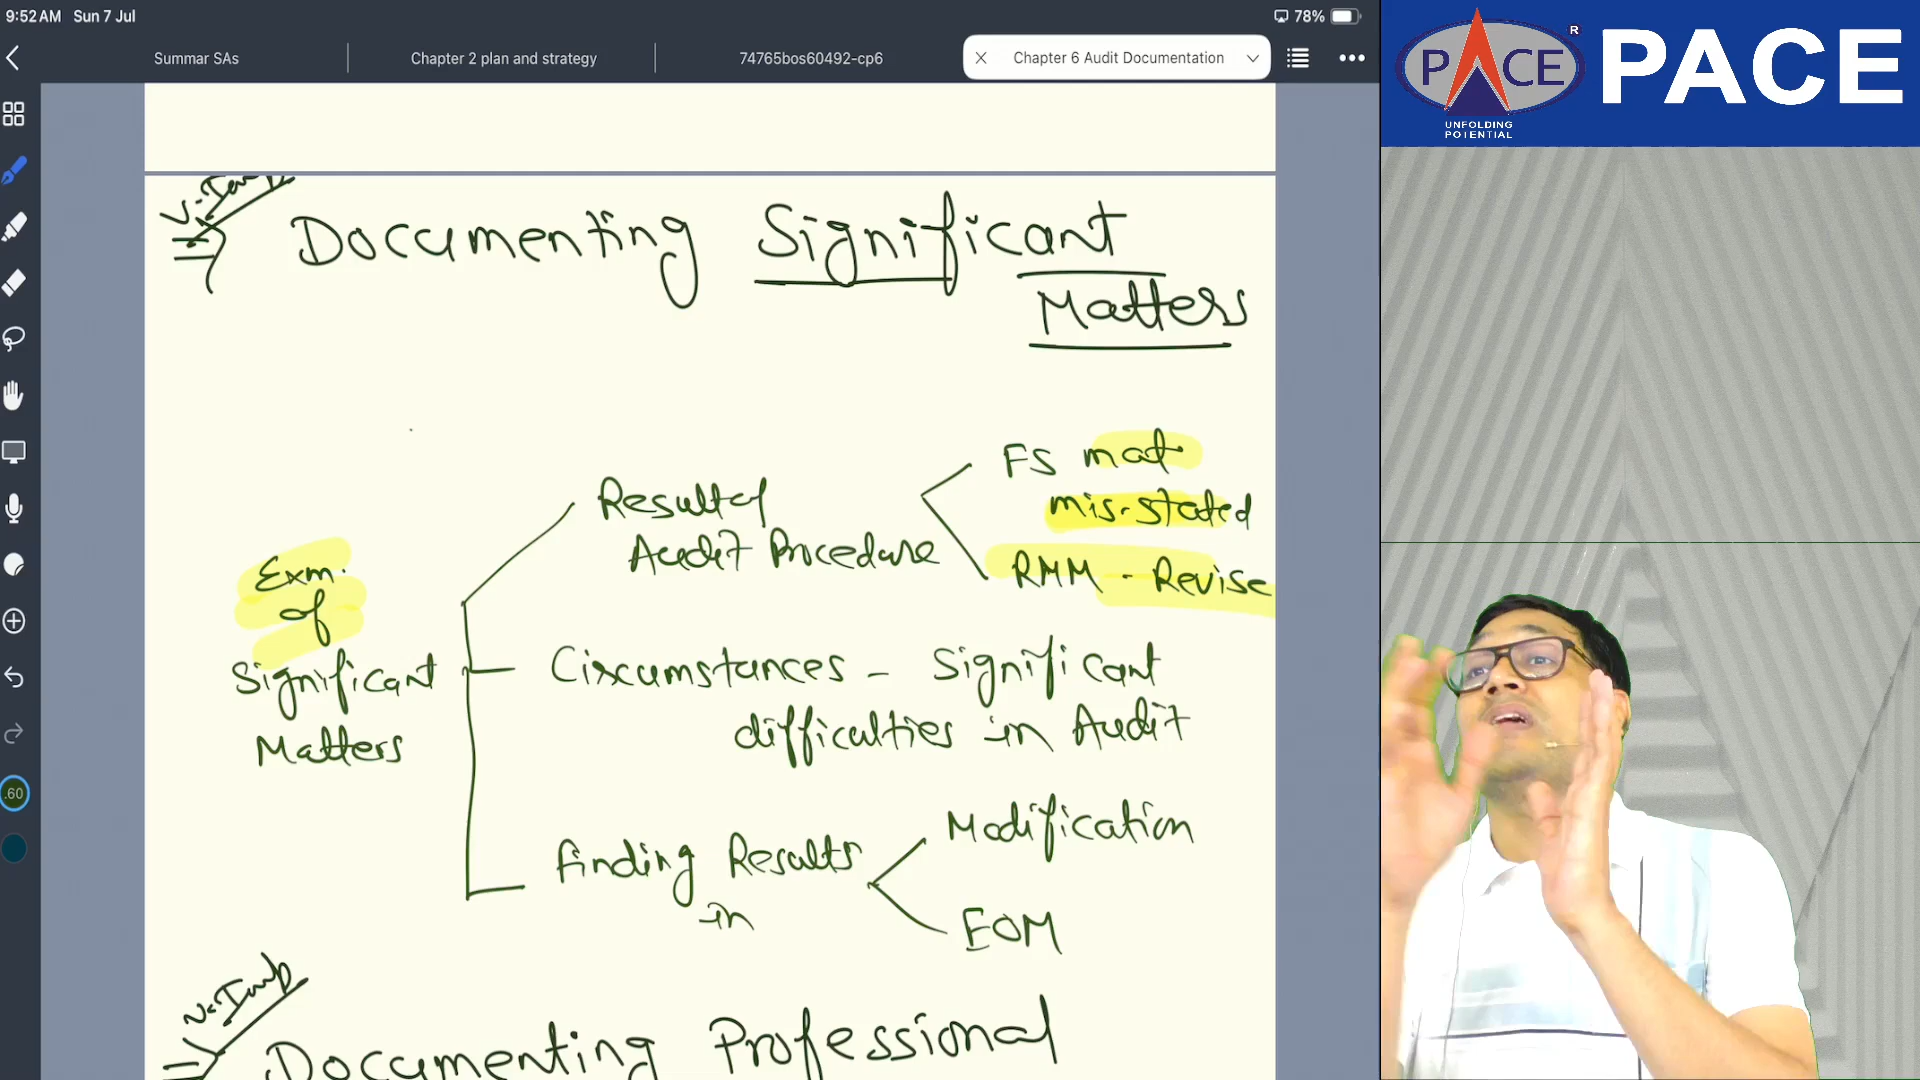 9:52 AM Sun 7 Jul
78%
Summar SAs
Chapter 2 plan and strategy
74765bos60492-cp6
Chapter 6 Audit Documentation
PACE
UNFOLDING
POTENTIAL
®
PACE
V-Imp
Documenting Significant
Matters
Result of
Audit Procedure
FS mat
mis-stated
RMM - Revise
Exm.
of
Significant
Matters
Circumstances - Significant
difficulties in Audit
Finding Results
in
Modification
EOM
V-Imp
Documenting Professional
.60